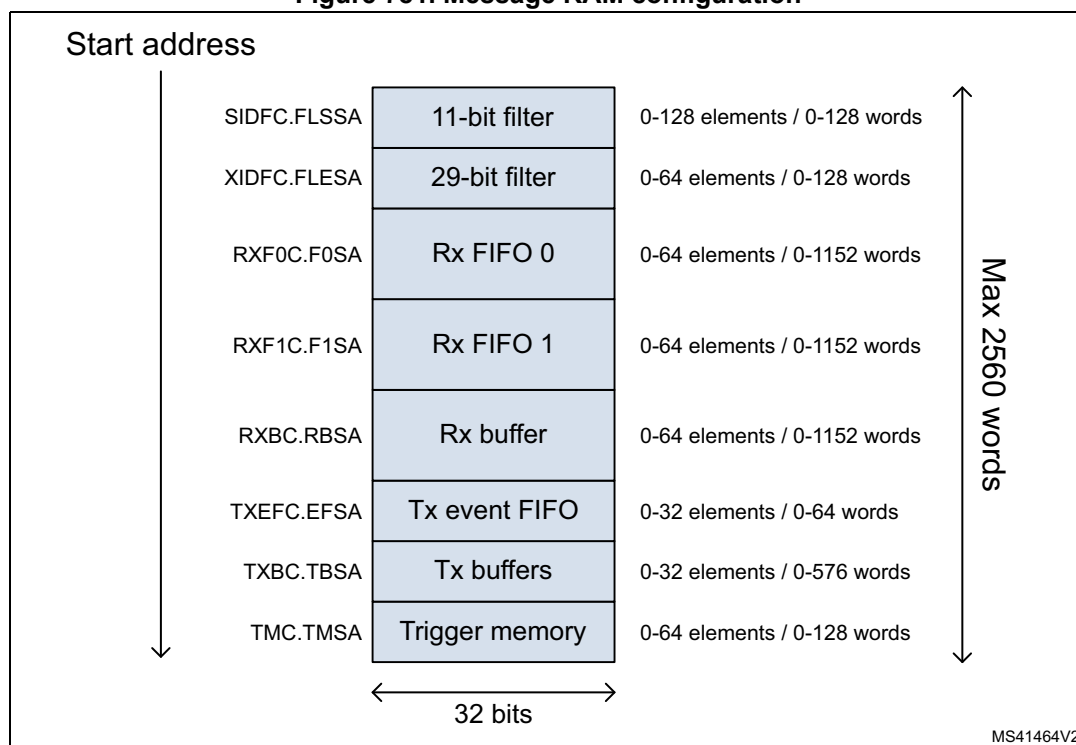 Start address
SIDFC.FLSSA 11-bit filter 0-128 elements / 0-128 words
XIDFC.FLESA 29-bit filter 0-64 elements / 0-128 words
RXF0C.F0SA Rx FIFO 0 0-64 elements / 0-1152 words
RXF1C.F1SA Rx FIFO 1 0-64 elements / 0-1152 words
RXBC.RBSA Rx buffer 0-64 elements / 0-1152 words
TXEFC.EFSA Tx event FIFO 0-32 elements / 0-64 words
TXBC.TBSA Tx buffers 0-32 elements / 0-576 words
TMC.TMSA Trigger memory 0-64 elements / 0-128 words
Max 2560 words
32 bits
MS41464V2